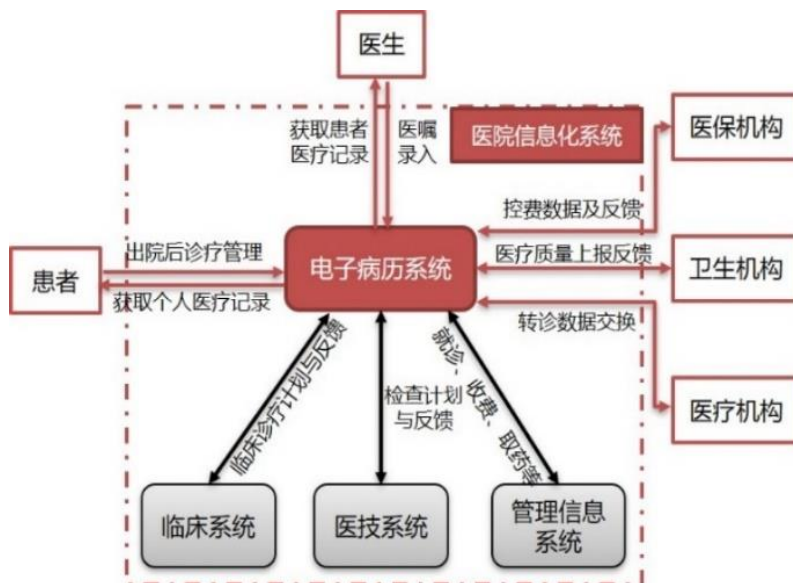 医生
获取患者
医疗记录
医嘱
录入
医院信息化系统
医保机构
控费数据及反馈
出院后诊疗管理
电子病历系统
医疗质量上报反馈
卫生机构
患者
获取个人医疗记录
转诊数据交换
医疗机构
临床诊疗计划与反馈
检查计划
与反馈
就诊、收费、取药等
临床系统
医技系统
管理信息
系统